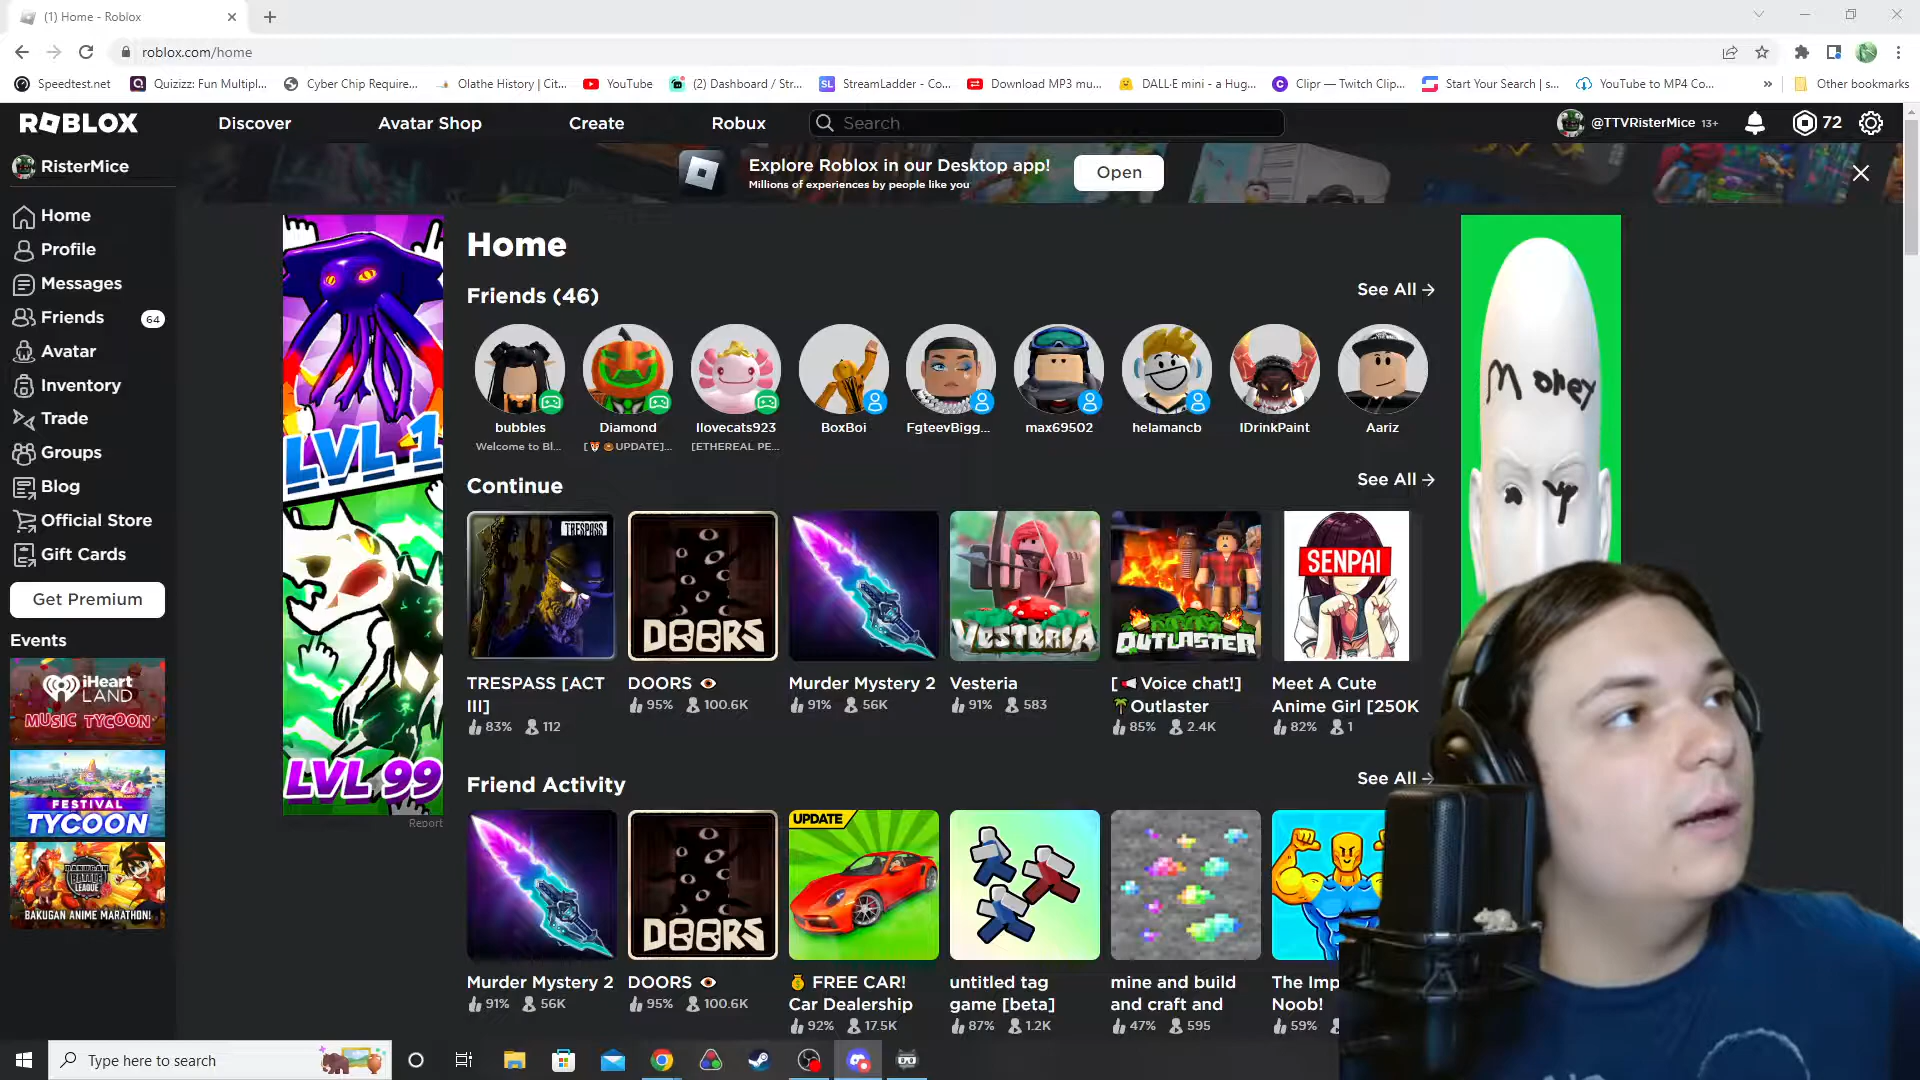 (1) Home - Roblox
roblox.com/home
Speedtest.net
Quizizz: Fun Multipl...
Cyber Chip Require...
Olathe History | Cit...
YouTube
(2) Dashboard / Str...
StreamLadder - Co...
Download MP3 mu...
DALL·E mini - a Hug...
Clipr — Twitch Clip...
Start Your Search | s...
YouTube to MP4 Co...
»
Other bookmarks
ROBLOX
Discover
Avatar Shop
Create
Robux
Search
@TTVRisterMice 13+
72
RisterMice
Explore Roblox in our Desktop app!
Millions of experiences by people like you
Open
Home
Profile
Messages
Friends
64
Avatar
Inventory
Trade
Groups
Blog
Official Store
Gift Cards
Get Premium
Events
iHeart
LAND
MUSIC TYCOON
FESTIVAL
TYCOON
BAKUGAN
BATTLE
LEAGUE
BAKUGAN ANIME MARATHON!
LVL 1
LVL 99
Report
Home
Friends (46)
See All →
bubbles
Welcome to Bl...
Diamond
[🦊🍩UPDATE]...
Ilovecats923
[ETHEREAL PE...
BoxBoi
FgteevBigg...
max69502
helamancb
IDrinkPaint
Aariz
Continue
See All →
TRESPASS
DOORS
VESTERIA
OUTLASTER
SENPAI
TRESPASS [ACT
III]
83% 112
DOORS 👁
95% 100.6K
Murder Mystery 2
91% 56K
Vesteria
91% 583
[📢Voice chat!]
🌴Outlaster
85% 2.4K
Meet A Cute
Anime Girl [250K
82% 1
Friend Activity
See All →
DOORS
UPDATE
Murder Mystery 2
91% 56K
DOORS 👁
95% 100.6K
💰 FREE CAR!
Car Dealership
92% 17.5K
untitled tag
game [beta]
87% 1.2K
mine and build
and craft and
47% 595
The Imp
Noob!
59%
Money
Type here to search